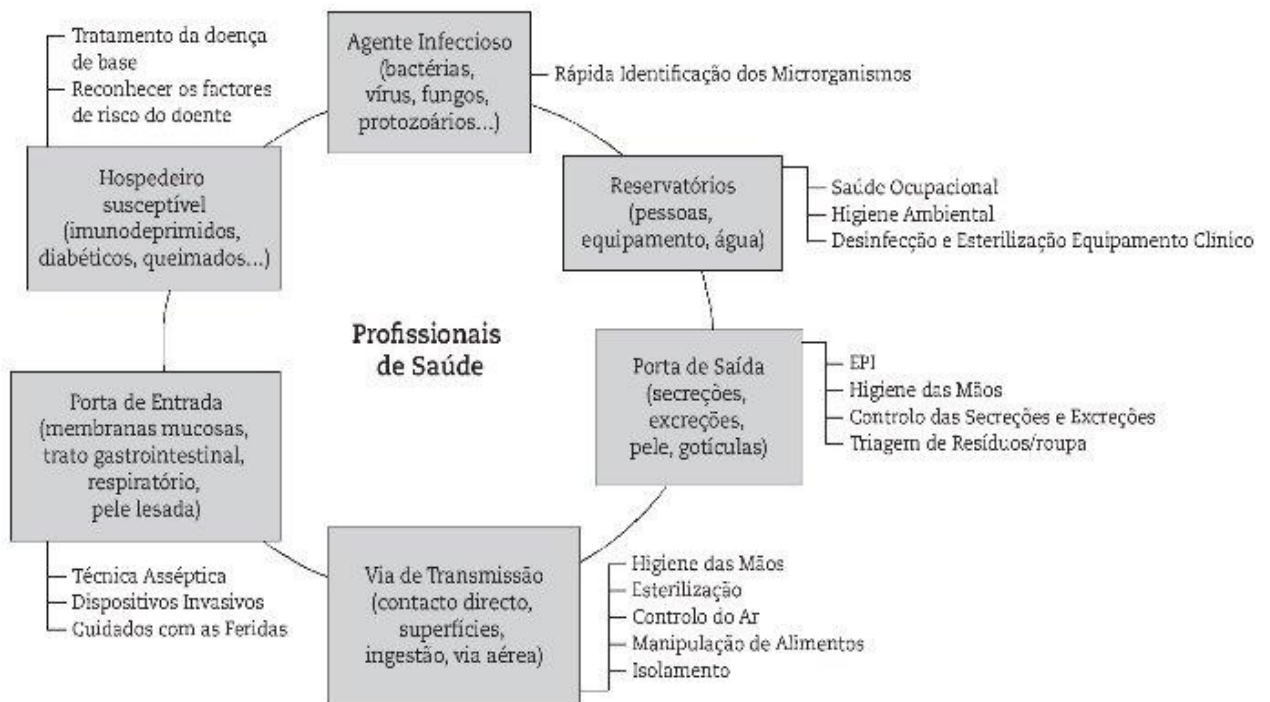 Tratamento da doença
de base
Reconhecer os factores
de risco do doente
Agente Infeccioso
(bactérias,
vírus, fungos,
protozoários...)
Rápida Identificação dos Microrganismos
Hospedeiro
susceptível
(imunodeprimidos,
diabéticos, queimados...)
Reservatórios
(pessoas,
equipamento, água)
Saúde Ocupacional
Higiene Ambiental
Desinfecção e Esterilização Equipamento Clínico
Profissionais
de Saúde
Porta de Saída
(secreções,
excreções,
pele, gotículas)
EPI
Higiene das Mãos
Controlo das Secreções e Excreções
Triagem de Resíduos/roupa
Porta de Entrada
(membranas mucosas,
trato gastrointestinal,
respiratório,
pele lesada)
Técnica Asséptica
Dispositivos Invasivos
Cuidados com as Feridas
Via de Transmissão
(contacto directo,
superfícies,
ingestão, via aérea)
Higiene das Mãos
Esterilização
Controlo do Ar
Manipulação de Alimentos
Isolamento